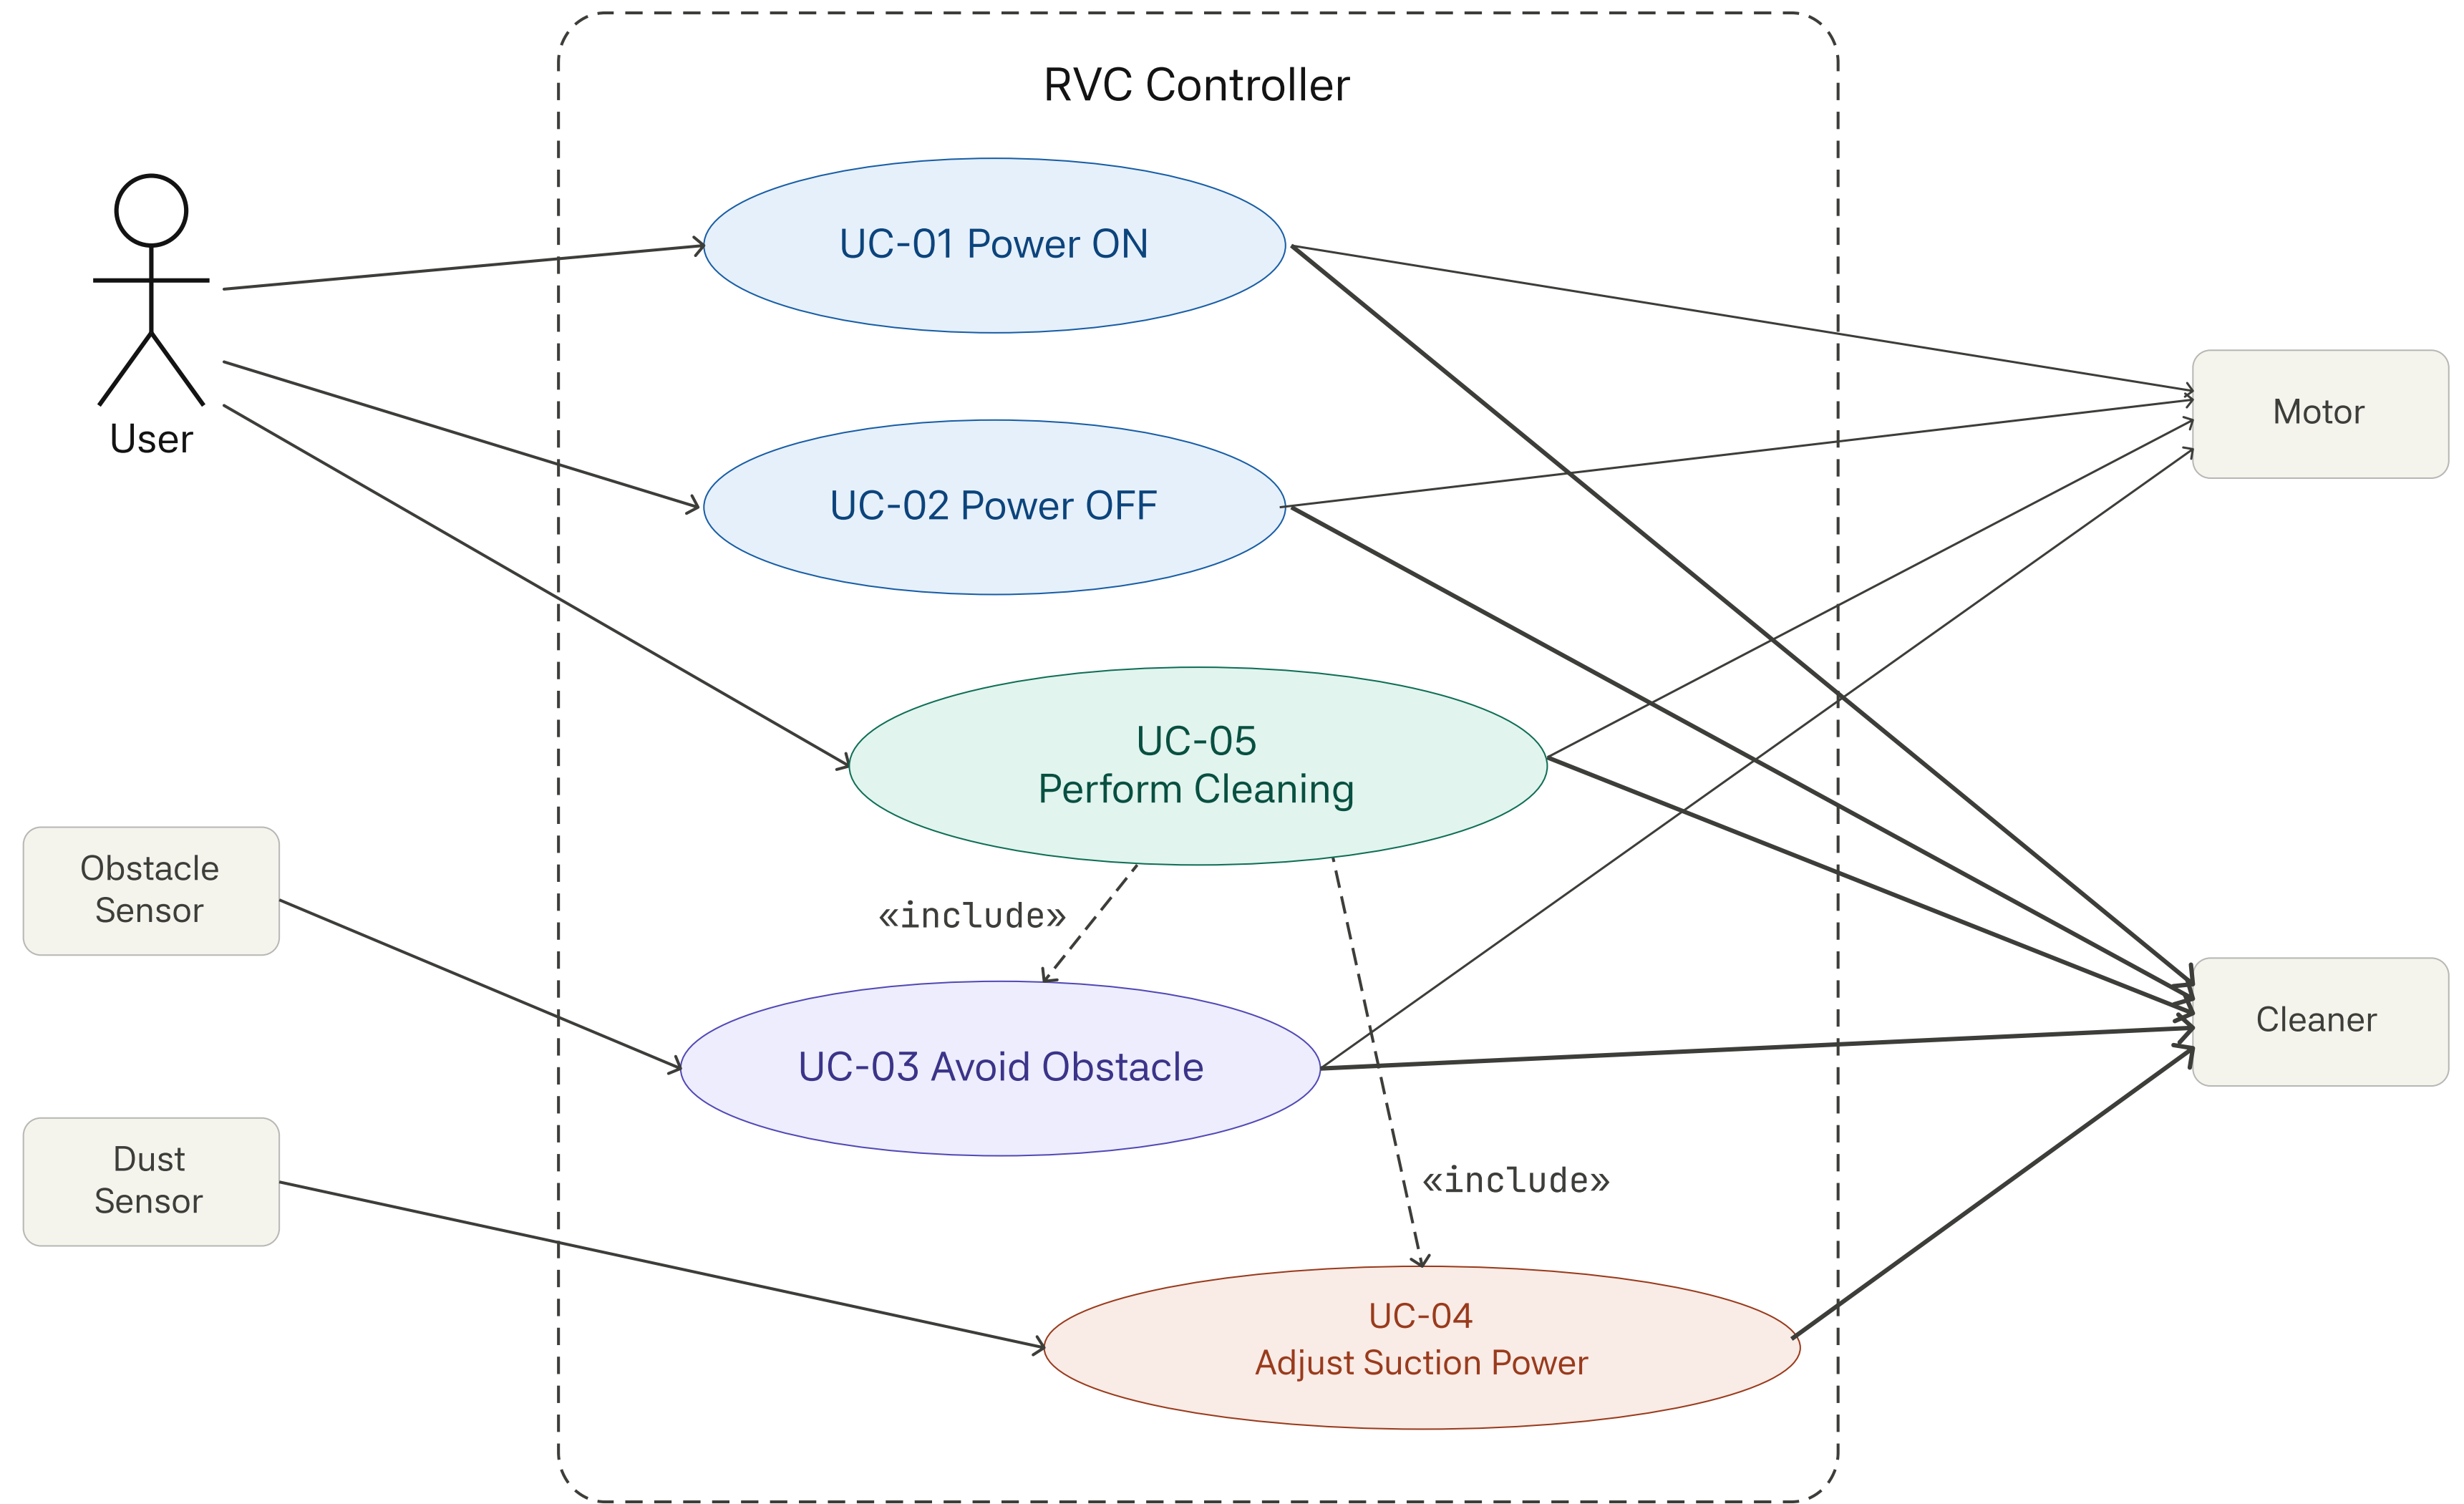 RVC Controller
UC-01 Power ON
User
Motor
UC-02 Power OFF
UC-05
Perform Cleaning
Obstacle
Sensor
«include»
Cleaner
UC-03 Avoid Obstacle
Dust
Sensor
«include»
UC-04
Adjust Suction Power